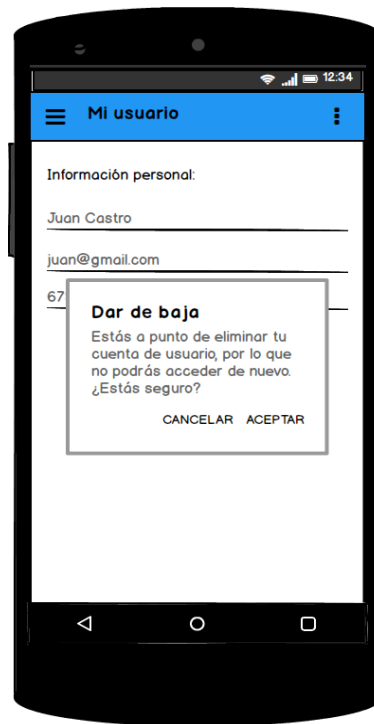 12:34
Mi usuario
Información personal:
Juan Castro
juan@gmail.com
67
Dar de baja
Estás a punto de eliminar tu
cuenta de usuario, por lo que
no podrás acceder de nuevo.
¿Estás seguro?
CANCELAR ACEPTAR